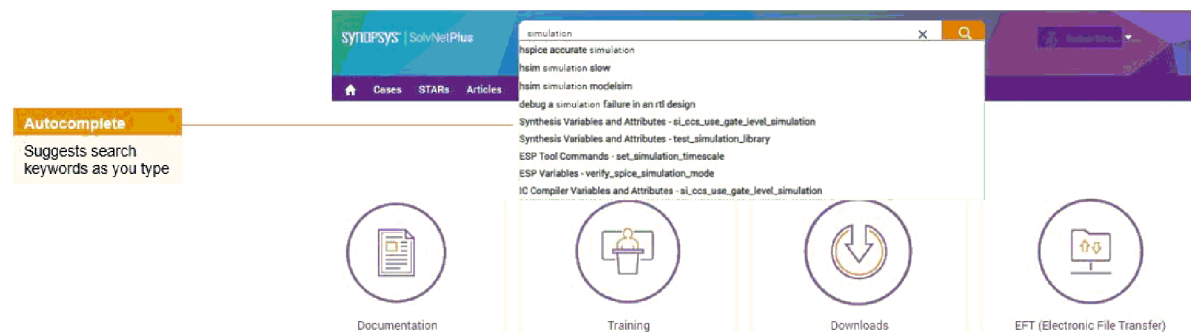 SYNOPSYS | SolvNetPlus
simulation
Cases STARs Articles
hspice accurate simulation
hsim simulation slow
hsim simulation modelsim
debug a simulation failure in an rtl design
Synthesis Variables and Attributes - si_ccs_use_gate_level_simulation
Synthesis Variables and Attributes - test_simulation_library
ESP Tool Commands - set_simulation_timescale
ESP Variables - verify_spice_simulation_mode
IC Compiler Variables and Attributes - si_ccs_use_gate_level_simulation
Autocomplete
Suggests search
keywords as you type
Documentation
Training
Downloads
EFT (Electronic File Transfer)